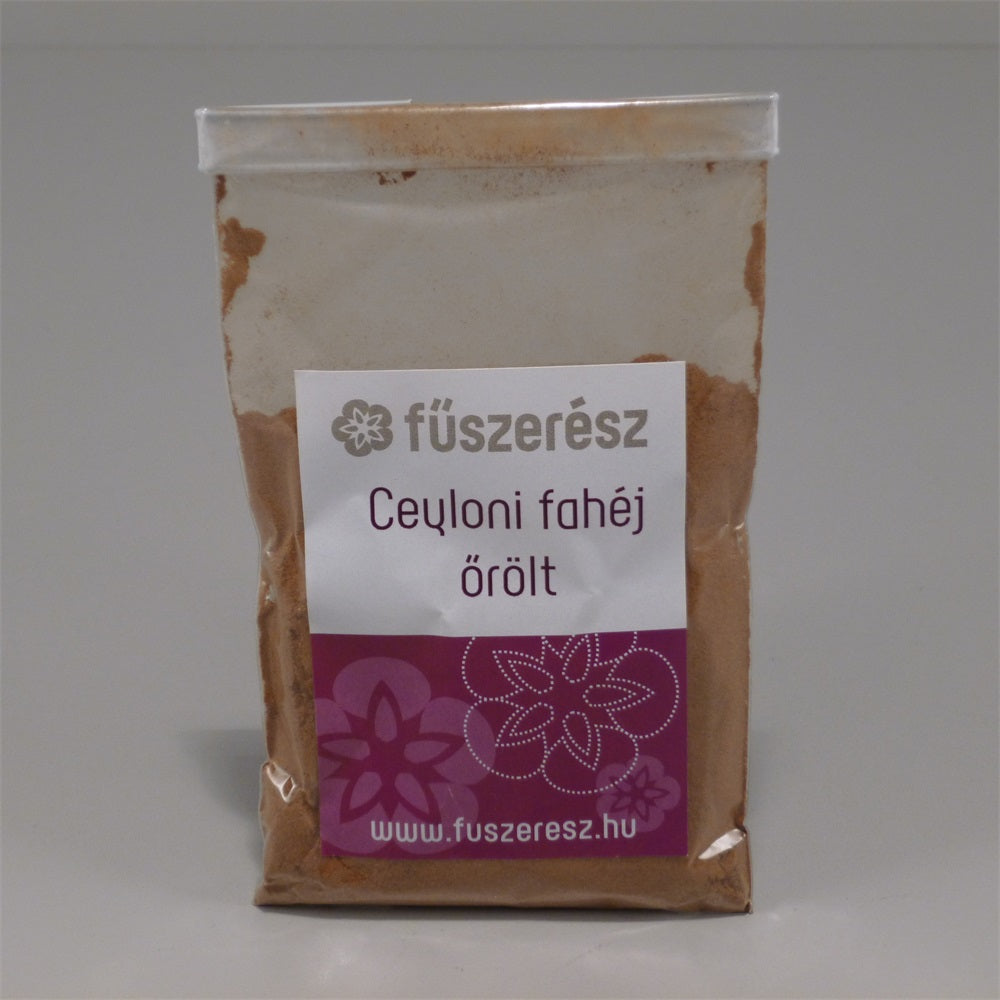 fűszerész
Ceyloni fahéj
őrölt
www.fuszeresz.hu